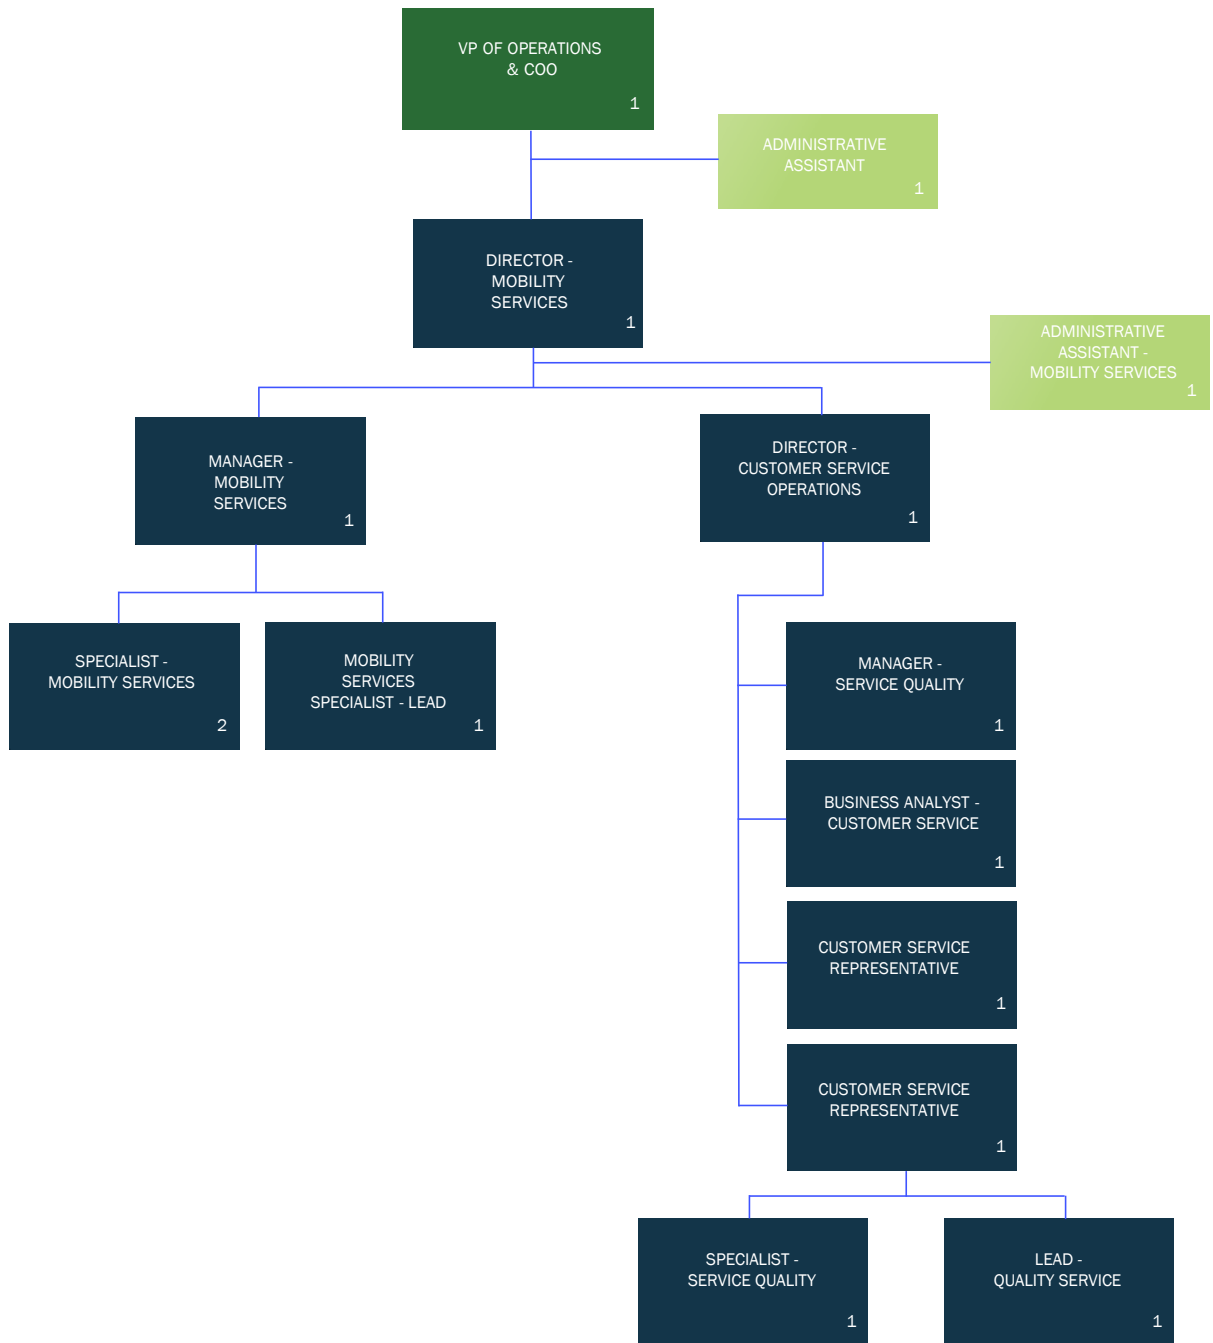 VP OF OPERATIONS
& COO
1
ADMINISTRATIVE
ASSISTANT
1
DIRECTOR -
MOBILITY
SERVICES
1
ADMINISTRATIVE
ASSISTANT -
MOBILITY SERVICES
1
MANAGER -
MOBILITY
SERVICES
1
DIRECTOR -
CUSTOMER SERVICE
OPERATIONS
1
SPECIALIST -
MOBILITY SERVICES
2
MOBILITY
SERVICES
SPECIALIST - LEAD
1
MANAGER -
SERVICE QUALITY
1
BUSINESS ANALYST -
CUSTOMER SERVICE
1
CUSTOMER SERVICE
REPRESENTATIVE
1
CUSTOMER SERVICE
REPRESENTATIVE
1
SPECIALIST -
SERVICE QUALITY
1
LEAD -
QUALITY SERVICE
1